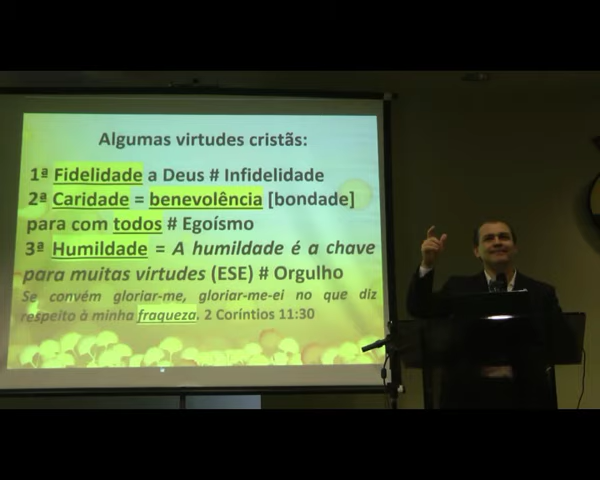 Algumas virtudes cristãs:
1ª Fidelidade a Deus # Infidelidade
2ª Caridade = benevolência [bondade]
para com todos # Egoísmo
3ª Humildade = A humildade é a chave
para muitas virtudes (ESE) # Orgulho
Se convém gloriar-me, gloriar-me-ei no que diz
respeito à minha fraqueza. 2 Coríntios 11:30